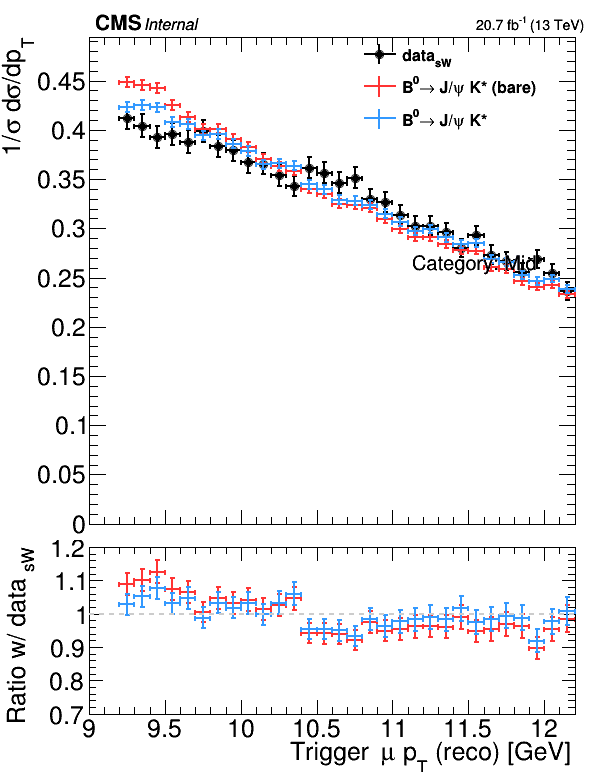 CMS Internal 20.7 fb⁻¹ (13 TeV)
1/σ dσ/dp_T
data_sW
B⁰→ J/ψ K* (bare)
B⁰→ J/ψ K*
Category: Mid
0.45
0.4
0.35
0.3
0.25
0.2
0.15
0.1
0.05
0
Ratio w/ data sW
1.2
1.1
1
0.9
0.8
0.7
9 9.5 10 10.5 11 11.5 12
Trigger μ p_T (reco) [GeV]